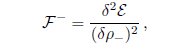 $$\mathcal{F}^- = \frac{\delta^2 \mathcal{E}}{(\delta\rho_-)^2}\,,$$